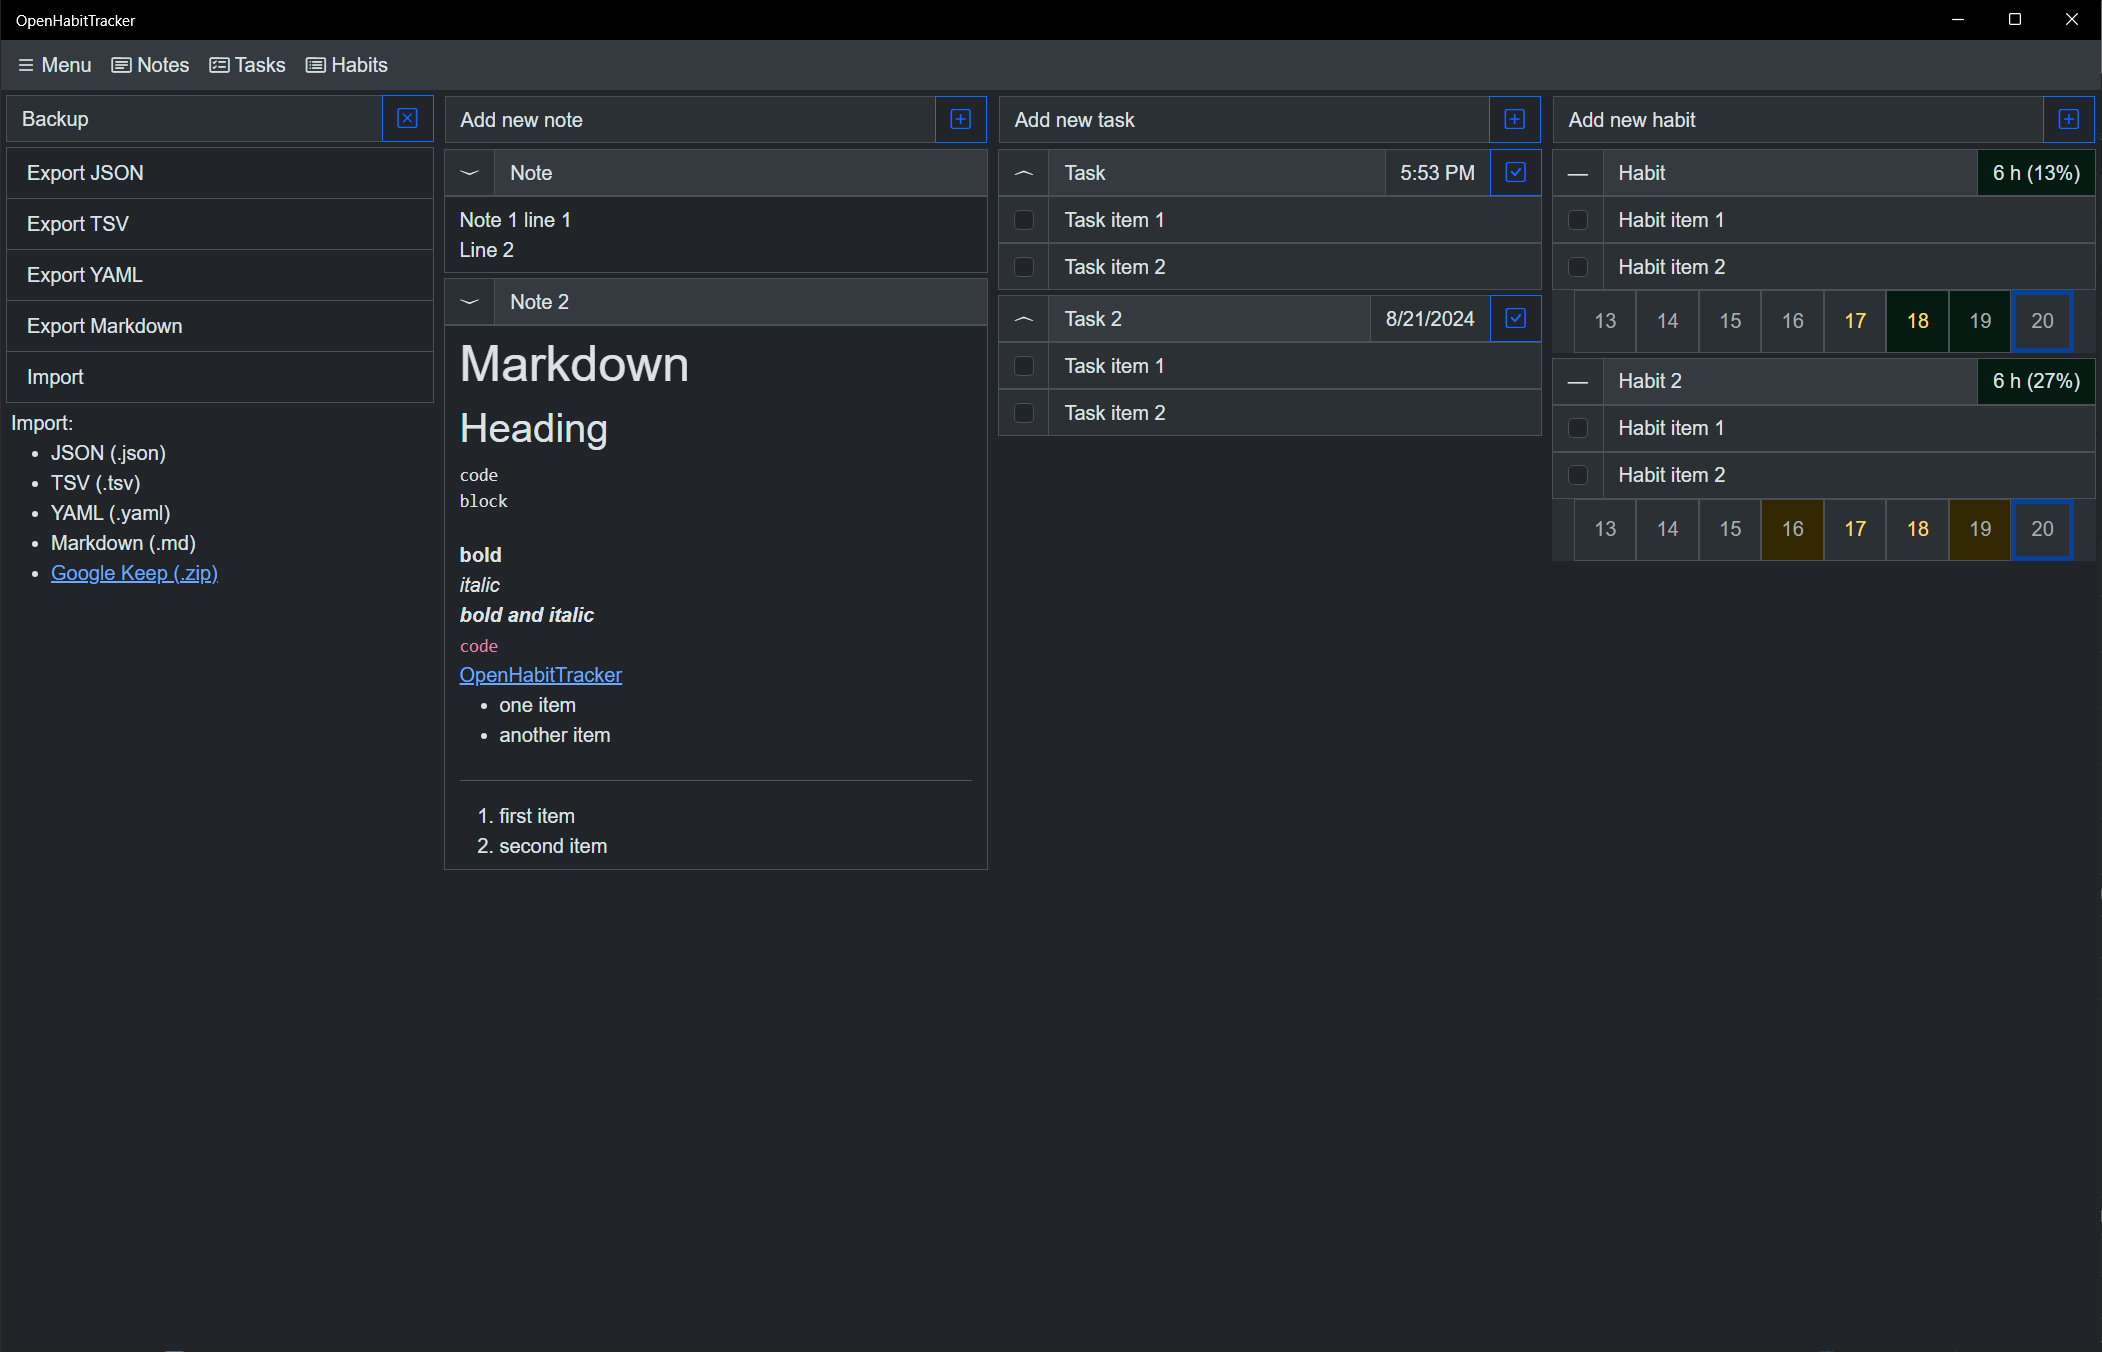 OpenHabitTracker
Menu Notes Tasks Habits
Backup
Export JSON
Export TSV
Export YAML
Export Markdown
Import
Import:
JSON (.json)
TSV (.tsv)
YAML (.yaml)
Markdown (.md)
Google Keep (.zip)
Add new note
Note
Note 1 line 1
Line 2
Note 2
Markdown
Heading
code
block
bold
italic
bold and italic
code
OpenHabitTracker
one item
another item
1. first item
2. second item
Add new task
Task 5:53 PM
Task item 1
Task item 2
Task 2 8/21/2024
Task item 1
Task item 2
Add new habit
Habit 6 h (13%)
Habit item 1
Habit item 2
13 14 15 16 17 18 19 20
Habit 2 6 h (27%)
Habit item 1
Habit item 2
13 14 15 16 17 18 19 20